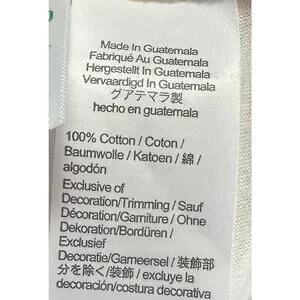 Made In Guatemala
Fabriqué Au Guatemala
Hergestellt In Guatemala
Vervaardigd In Guatemala
グアテマラ製
hecho en guatemala
100% Cotton / Coton /
Baumwolle / Katoen / 綿 /
algodón
Exclusive of
Decoration/Trimming / Sauf
Décoration/Garniture / Ohne
Dekoration/Bordüren /
Exclusief
Decoratie/Garneersel / 装飾部
分を除く/装飾 / excluye la
decoración/costura decorativa